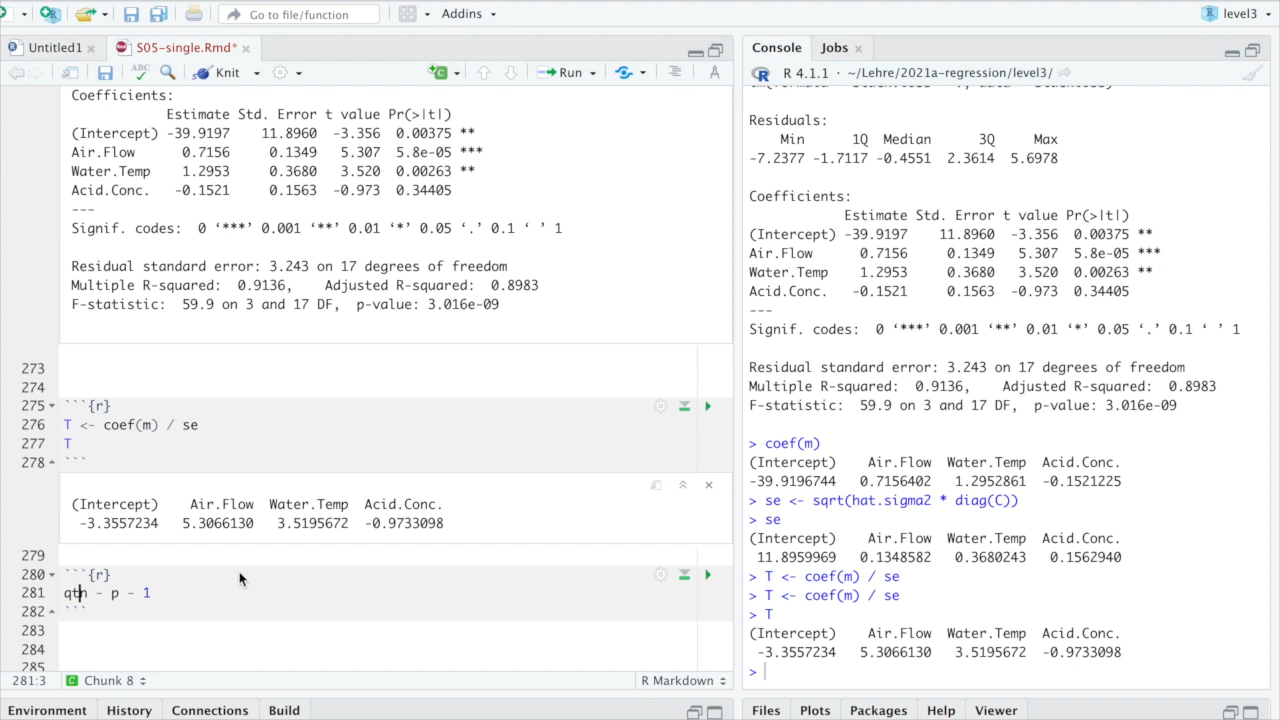 Go to file/function
Addins
level3
Untitled1
S05-single.Rmd*
Knit
Run
Coefficients:
Estimate Std. Error t value Pr(>|t|)
(Intercept) -39.9197 11.8960 -3.356 0.00375 **
Air.Flow 0.7156 0.1349 5.307 5.8e-05 ***
Water.Temp 1.2953 0.3680 3.520 0.00263 **
Acid.Conc. -0.1521 0.1563 -0.973 0.34405
---
Signif. codes: 0 ‘***’ 0.001 ‘**’ 0.01 ‘*’ 0.05 ‘.’ 0.1 ‘ ’ 1
Residual standard error: 3.243 on 17 degrees of freedom
Multiple R-squared: 0.9136, Adjusted R-squared: 0.8983
F-statistic: 59.9 on 3 and 17 DF, p-value: 3.016e-09
273
274
275 ```{r}
276 T <- coef(m) / se
277 T
278 ```
(Intercept) Air.Flow Water.Temp Acid.Conc.
-3.3557234 5.3066130 3.5195672 -0.9733098
279
280 ```{r}
281 qtn - p - 1
282 ```
283
284
285
281:3 Chunk 8 R Markdown
Environment History Connections Build
Console Jobs
R 4.1.1 · ~/Lehre/2021a-regression/level3/
Residuals:
Min 1Q Median 3Q Max
-7.2377 -1.7117 -0.4551 2.3614 5.6978
Coefficients:
Estimate Std. Error t value Pr(>|t|)
(Intercept) -39.9197 11.8960 -3.356 0.00375 **
Air.Flow 0.7156 0.1349 5.307 5.8e-05 ***
Water.Temp 1.2953 0.3680 3.520 0.00263 **
Acid.Conc. -0.1521 0.1563 -0.973 0.34405
---
Signif. codes: 0 ‘***’ 0.001 ‘**’ 0.01 ‘*’ 0.05 ‘.’ 0.1 ‘ ’ 1
Residual standard error: 3.243 on 17 degrees of freedom
Multiple R-squared: 0.9136, Adjusted R-squared: 0.8983
F-statistic: 59.9 on 3 and 17 DF, p-value: 3.016e-09
> coef(m)
(Intercept) Air.Flow Water.Temp Acid.Conc.
-39.9196744 0.7156402 1.2952861 -0.1521225
> se <- sqrt(hat.sigma2 * diag(C))
> se
(Intercept) Air.Flow Water.Temp Acid.Conc.
11.8959969 0.1348582 0.3680243 0.1562940
> T <- coef(m) / se
> T <- coef(m) / se
> T
(Intercept) Air.Flow Water.Temp Acid.Conc.
-3.3557234 5.3066130 3.5195672 -0.9733098
>
Files Plots Packages Help Viewer